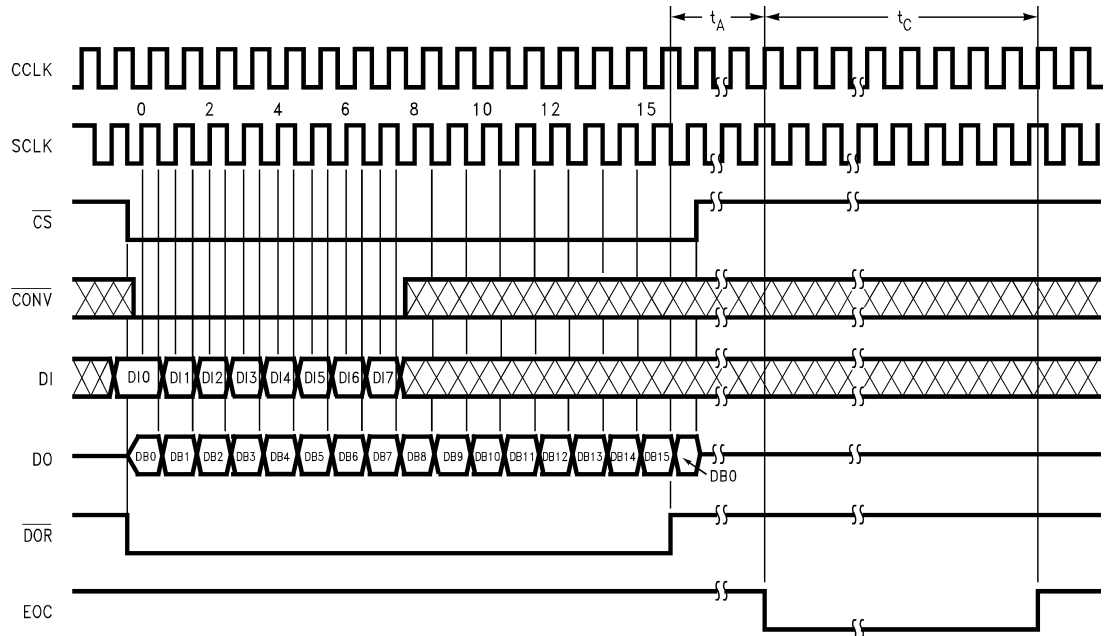 tA tC
CCLK
0 2 4 6 8 10 12 15
SCLK
CS
CONV
DI DI0 DI1 DI2 DI3 DI4 DI5 DI6 DI7
DO DB0 DB1 DB2 DB3 DB4 DB5 DB6 DB7 DB8 DB9 DB10 DB11 DB12 DB13 DB14 DB15
DB0
DOR
EOC